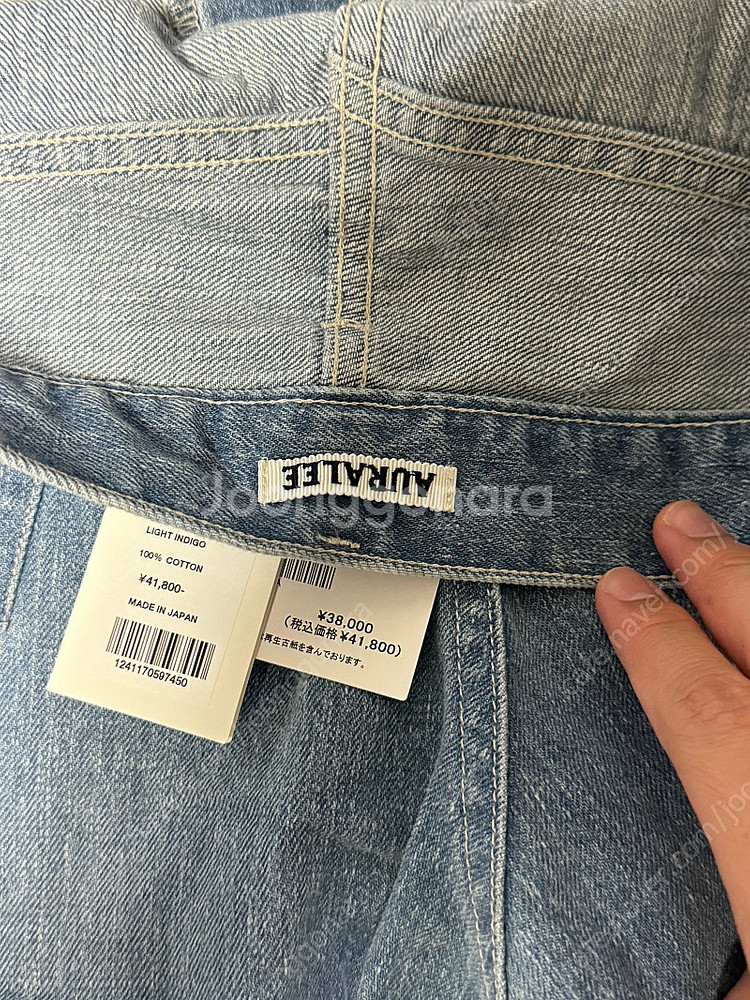 AURALEE
Joonggonara
LIGHT INDIGO
100% COTTON
¥41,800-
MADE IN JAPAN
1241170597450
¥38,000
(税込価格¥41,800)
再生古紙を含んでおります。